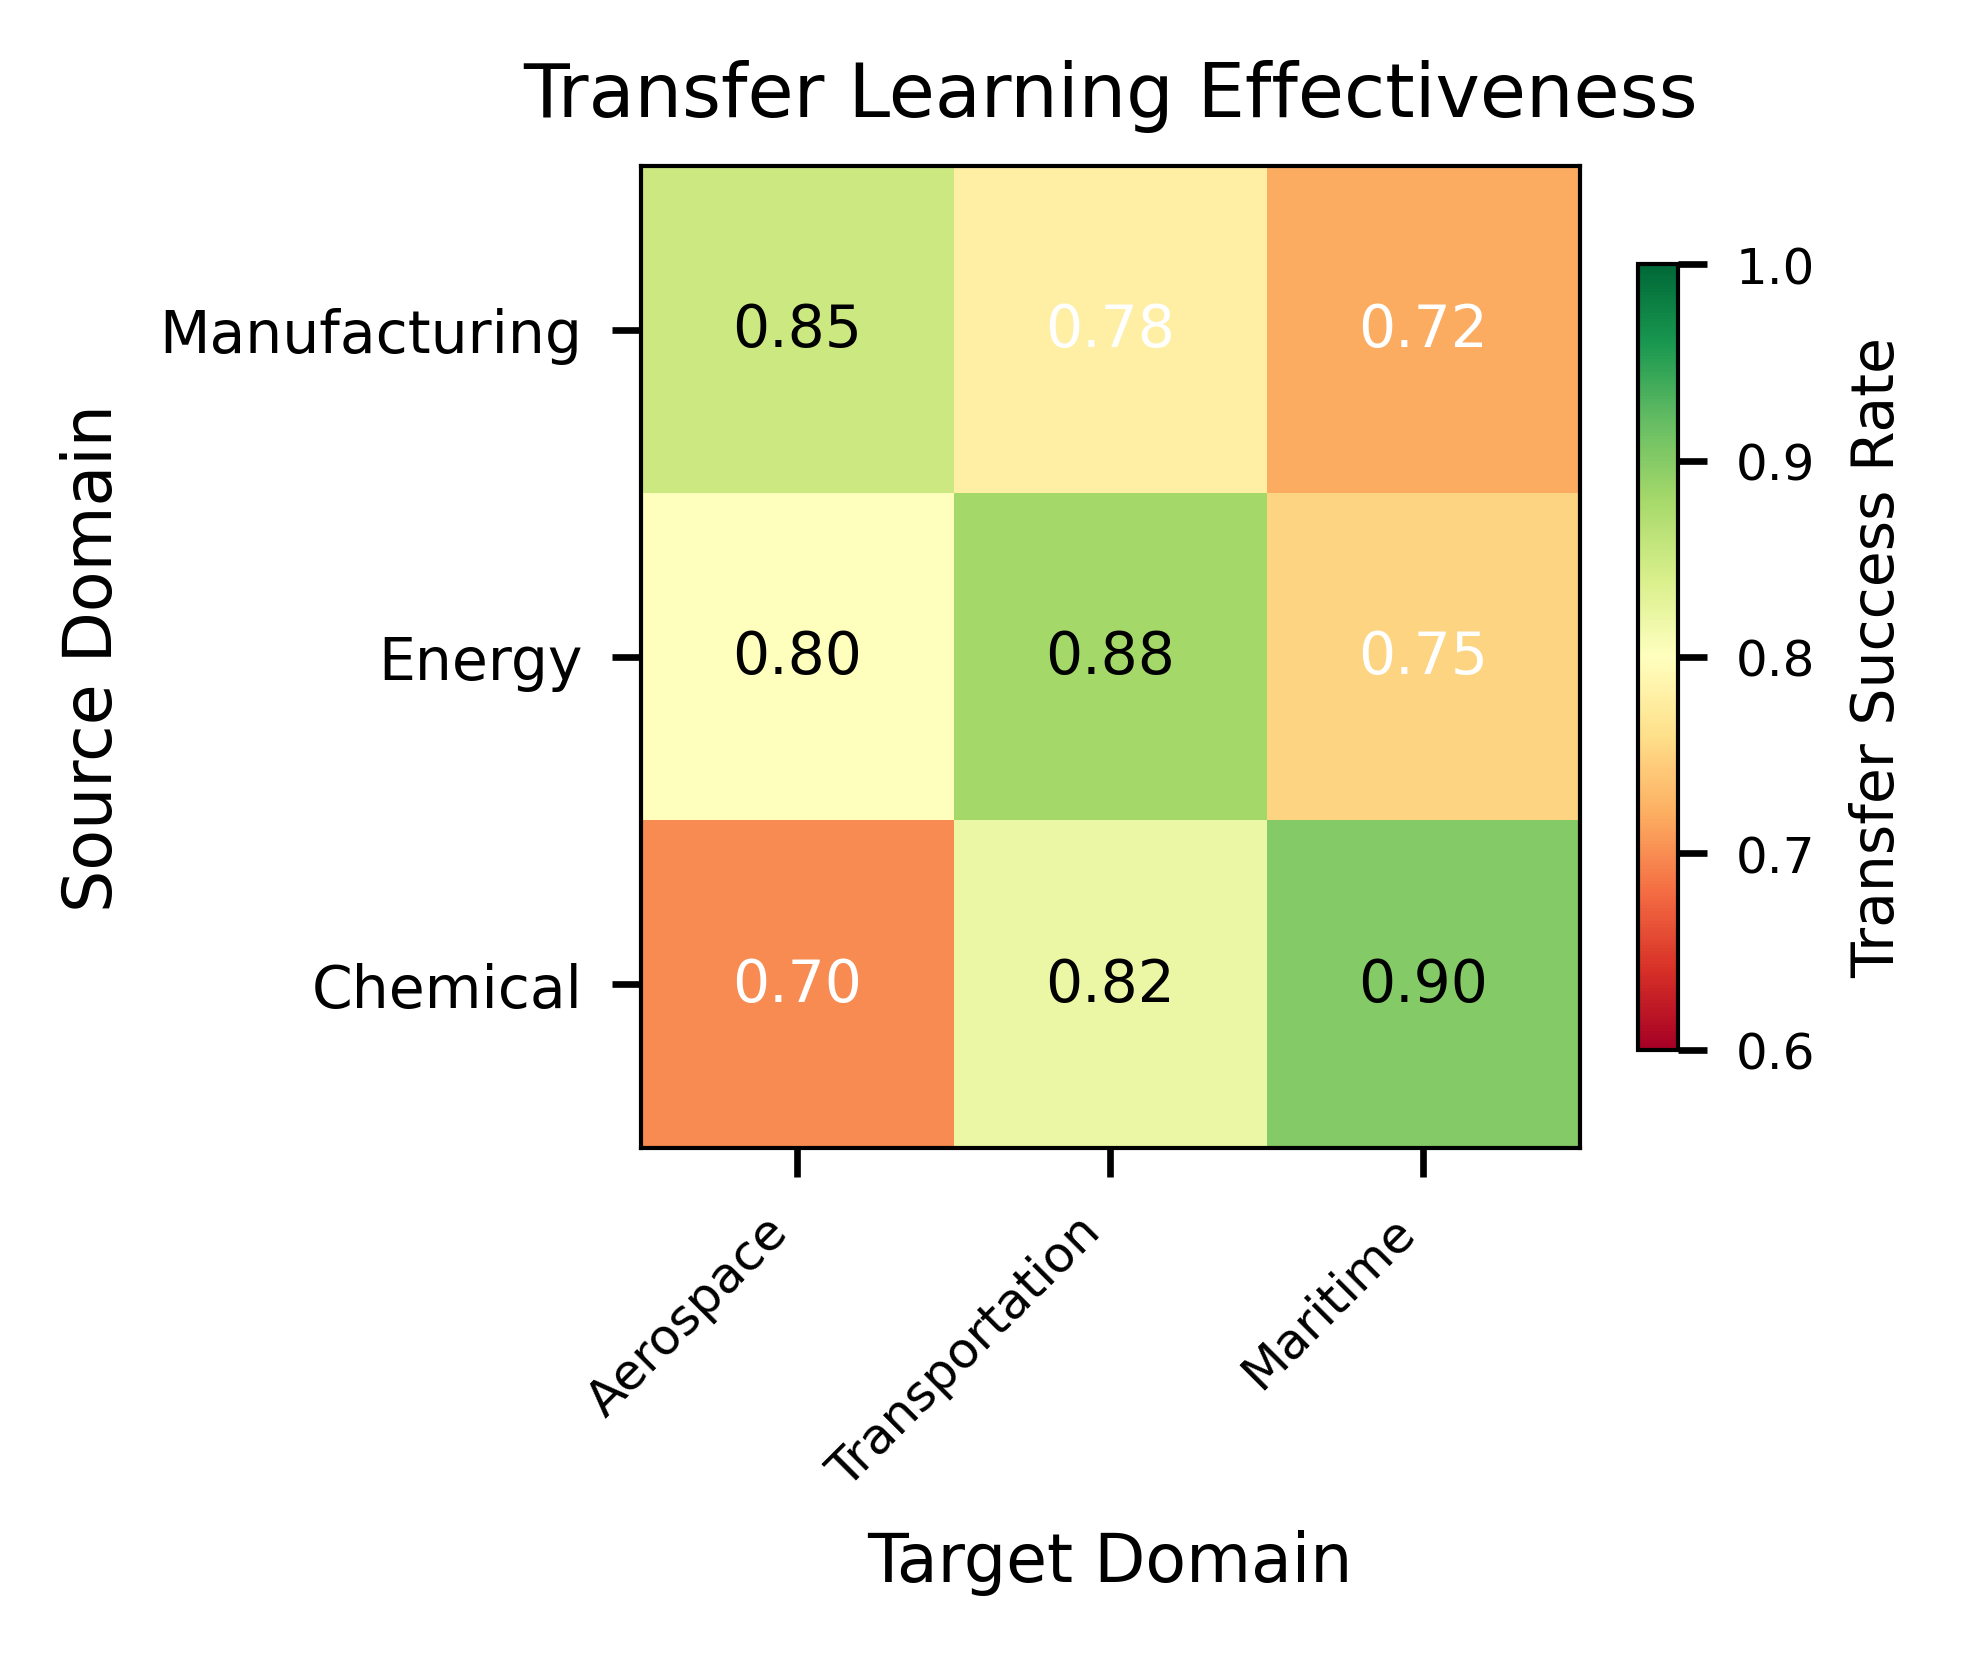 Transfer Learning Effectiveness
Source Domain
Manufacturing 0.85 0.78 0.72
Energy 0.80 0.88 0.75
Chemical 0.70 0.82 0.90
Aerospace Transportation Maritime
Target Domain
1.0
0.9
0.8
0.7
0.6
Transfer Success Rate